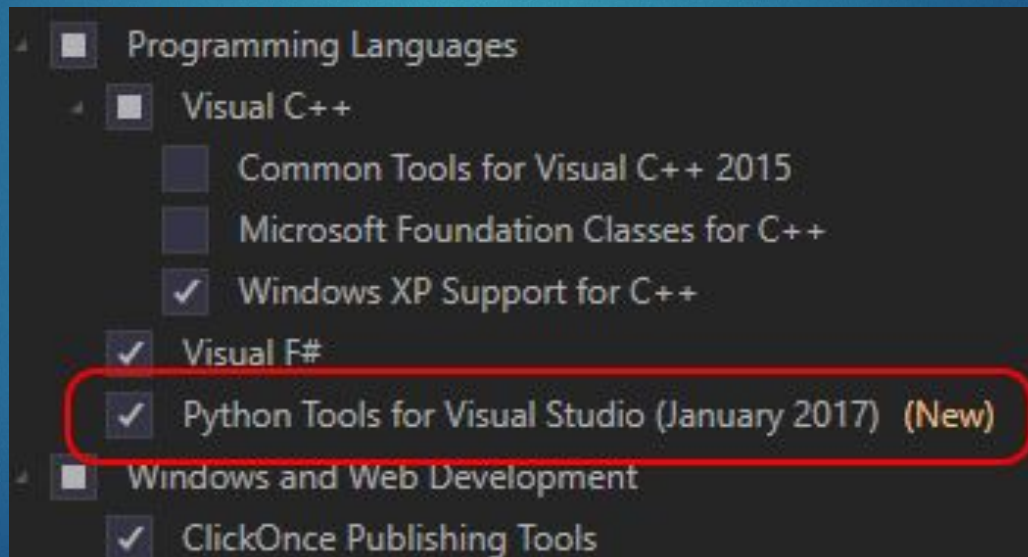 Programming Languages
Visual C++
Common Tools for Visual C++ 2015
Microsoft Foundation Classes for C++
Windows XP Support for C++
Visual F#
Python Tools for Visual Studio (January 2017) (New)
Windows and Web Development
ClickOnce Publishing Tools